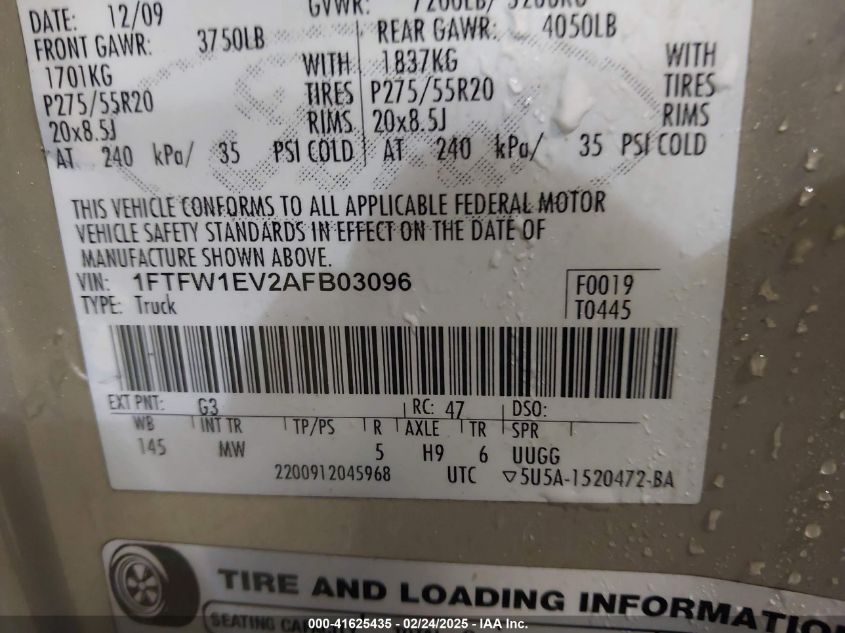 DATE: 12/09 GVWR: 7200LB/
FRONT GAWR: 3750LB REAR GAWR: 4050LB
1701KG WITH 1837KG WITH
P275/55R20 TIRES P275/55R20 TIRES
20x8.5J RIMS 20x8.5J RIMS
AT 240 kPa/ 35 PSI COLD AT 240 kPa/ 35 PSI COLD
THIS VEHICLE CONFORMS TO ALL APPLICABLE FEDERAL MOTOR
VEHICLE SAFETY STANDARDS IN EFFECT ON THE DATE OF
MANUFACTURE SHOWN ABOVE.
VIN: 1FTFW1EV2AFB03096 F0019
TYPE: Truck T0445
EXT PNT: G3 RC: 47 DSO:
WB INT TR TP/PS R AXLE TR SPR
145 MW 5 H9 6 UUGG
2200912045968 UTC ▽5U5A-1520472-BA
TIRE AND LOADING INFORMATION
SEATING CAPACITY
000-41625435 - 02/24/2025 - IAA Inc.